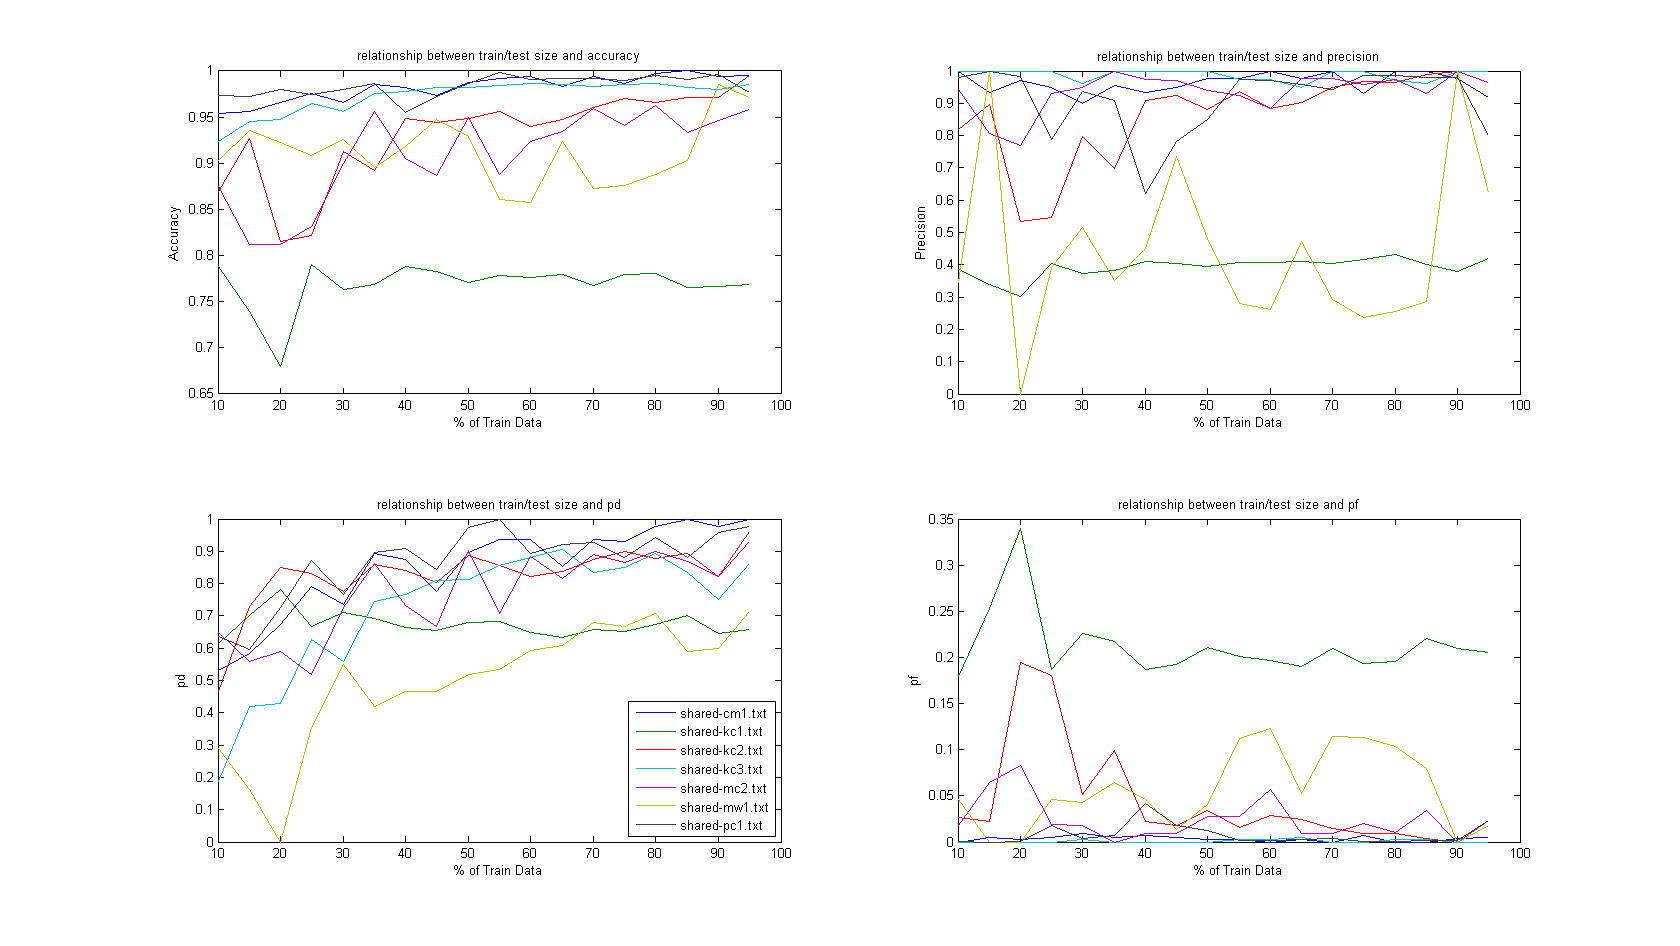 relationship between train/test size and accuracy
1
0.95
0.9
0.85
0.8
0.75
0.7
0.65
Accuracy
10 20 30 40 50 60 70 80 90 100
% of Train Data
relationship between train/test size and precision
1
0.9
0.8
0.7
0.6
0.5
0.4
0.3
0.2
0.1
0
Precision
10 20 30 40 50 60 70 80 90 100
% of Train Data
relationship between train/test size and pd
1
0.9
0.8
0.7
0.6
0.5
0.4
0.3
0.2
0.1
0
pd
shared-cm1.txt
shared-kc1.txt
shared-kc2.txt
shared-kc3.txt
shared-mc2.txt
shared-mw1.txt
shared-pc1.txt
10 20 30 40 50 60 70 80 90 100
% of Train Data
relationship between train/test size and pf
0.35
0.3
0.25
0.2
0.15
0.1
0.05
0
pf
10 20 30 40 50 60 70 80 90 100
% of Train Data